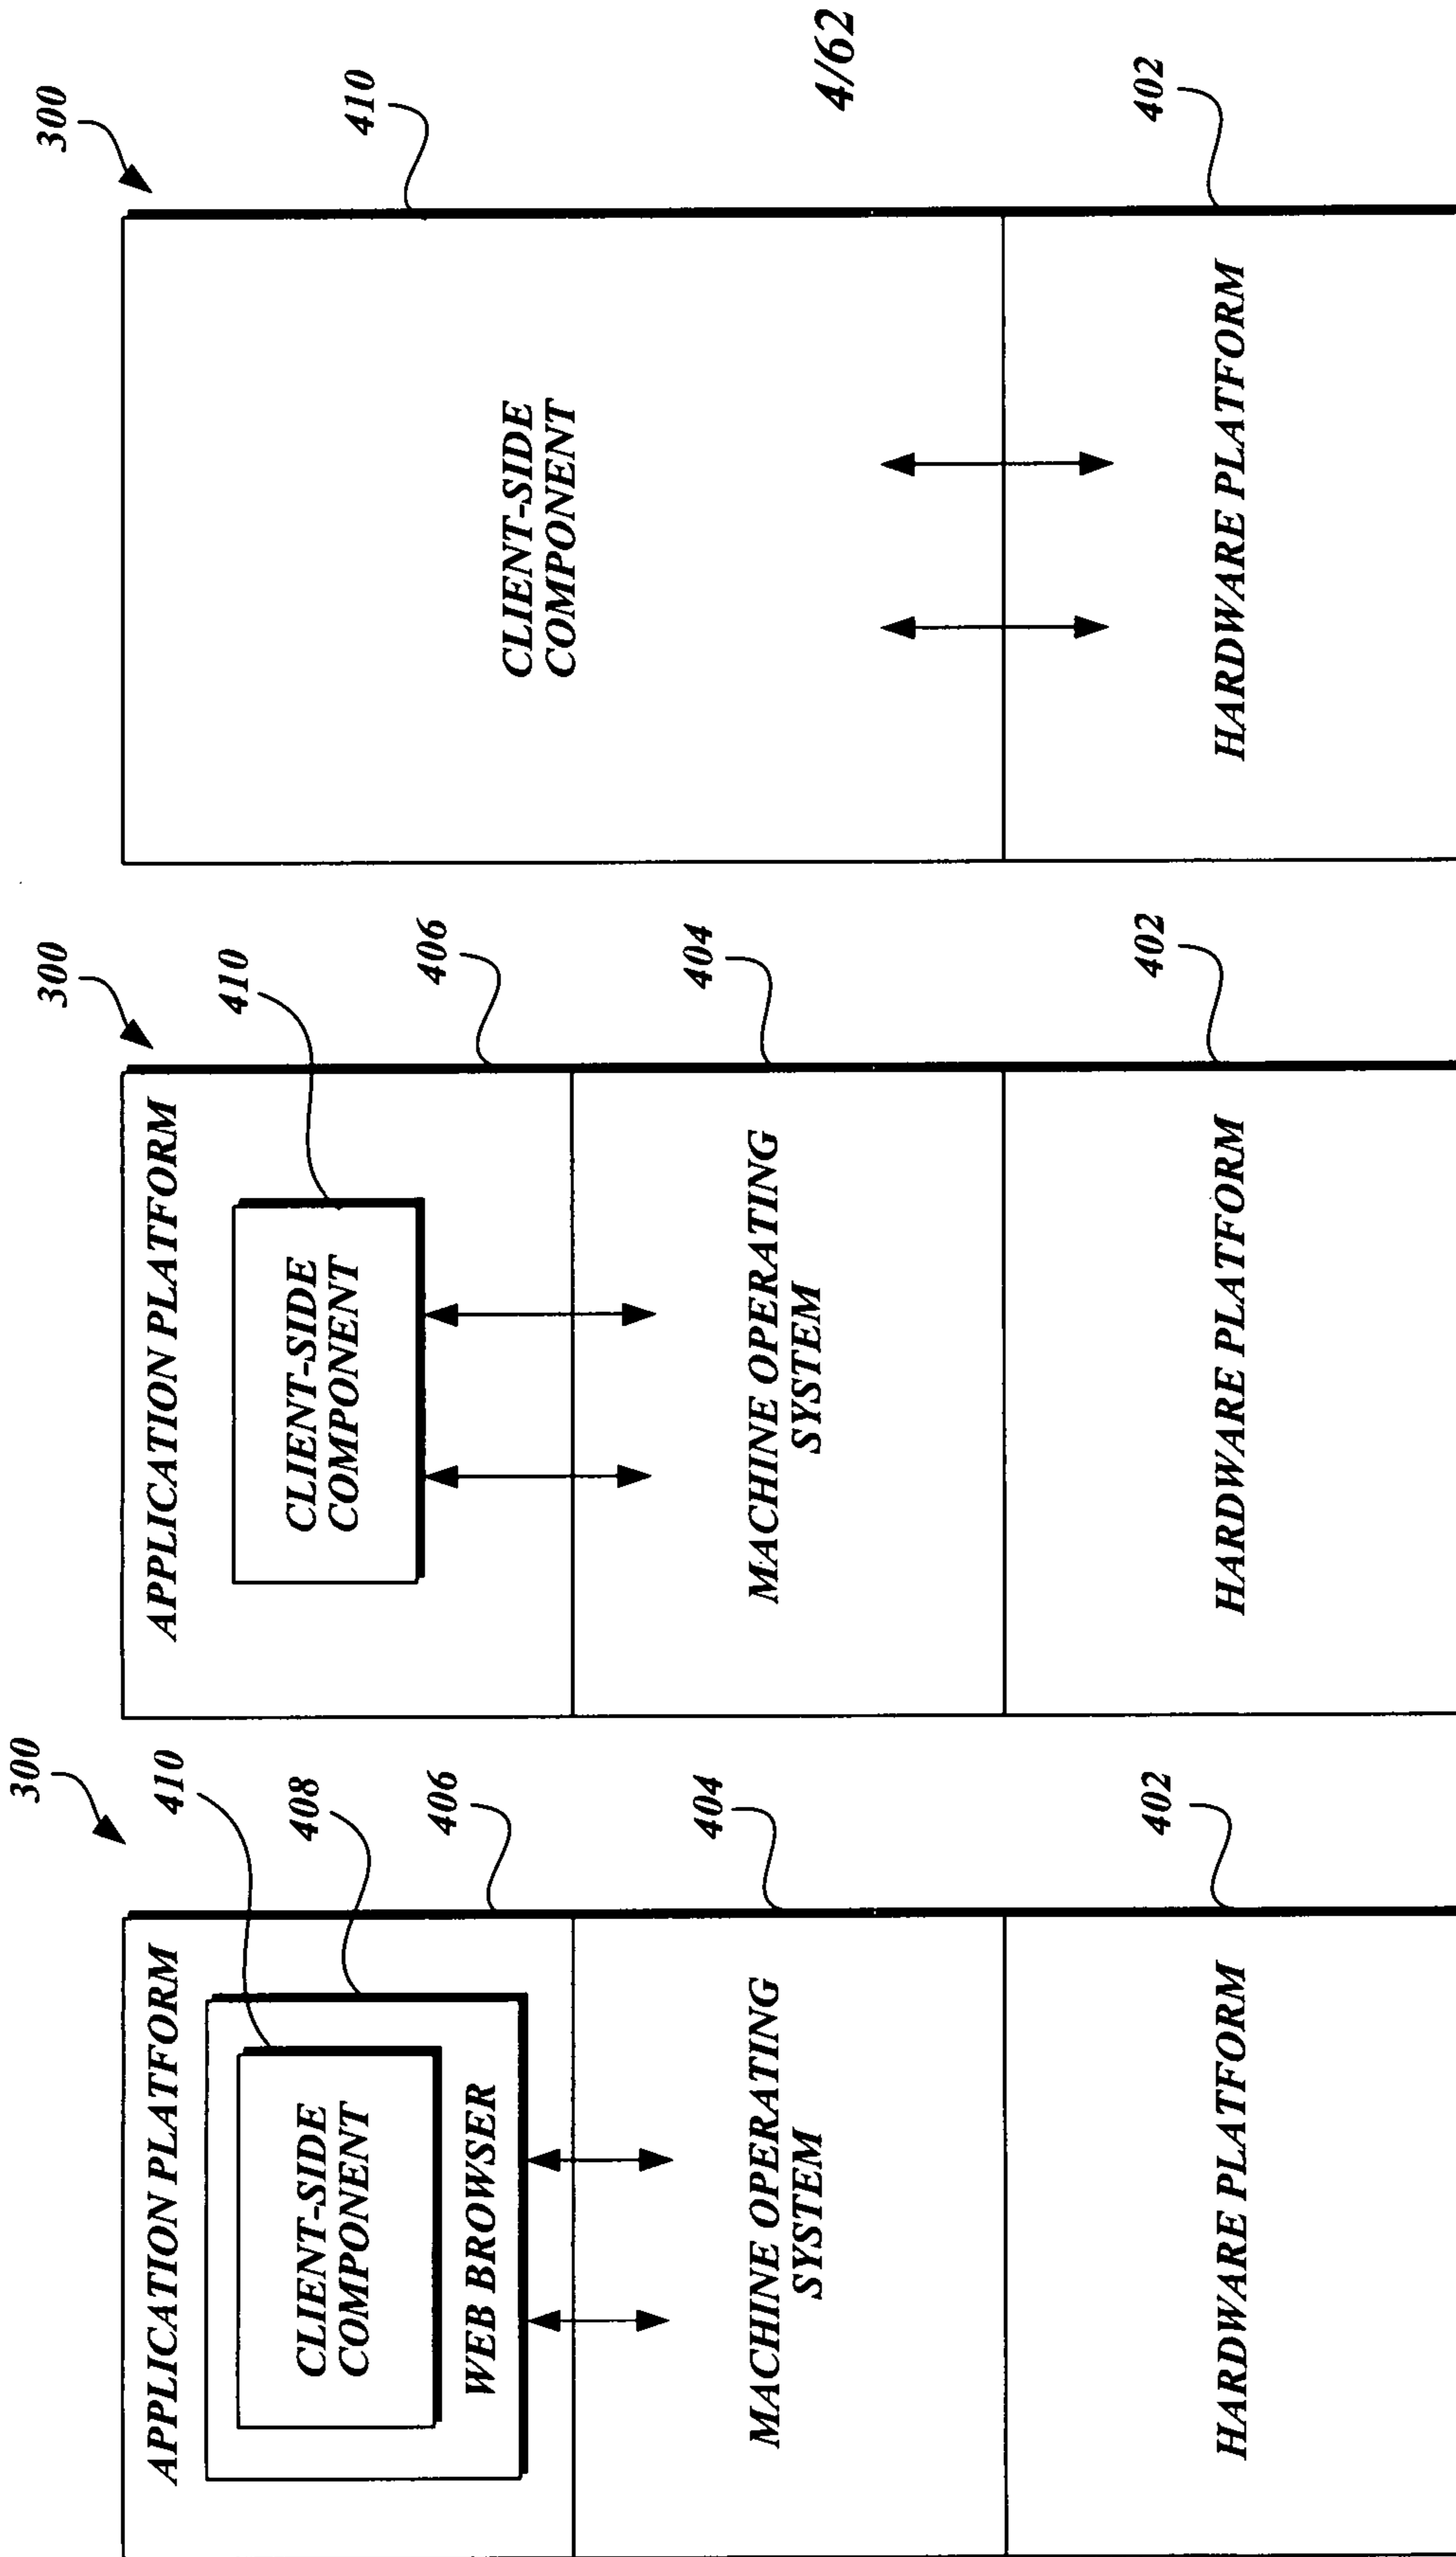 300
APPLICATION PLATFORM
410
CLIENT-SIDE
COMPONENT
408
WEB BROWSER
406
MACHINE OPERATING
SYSTEM
404
HARDWARE PLATFORM
402
300
APPLICATION PLATFORM
410
CLIENT-SIDE
COMPONENT
406
MACHINE OPERATING
SYSTEM
404
HARDWARE PLATFORM
402
300
410
CLIENT-SIDE
COMPONENT
HARDWARE PLATFORM
402
4/62